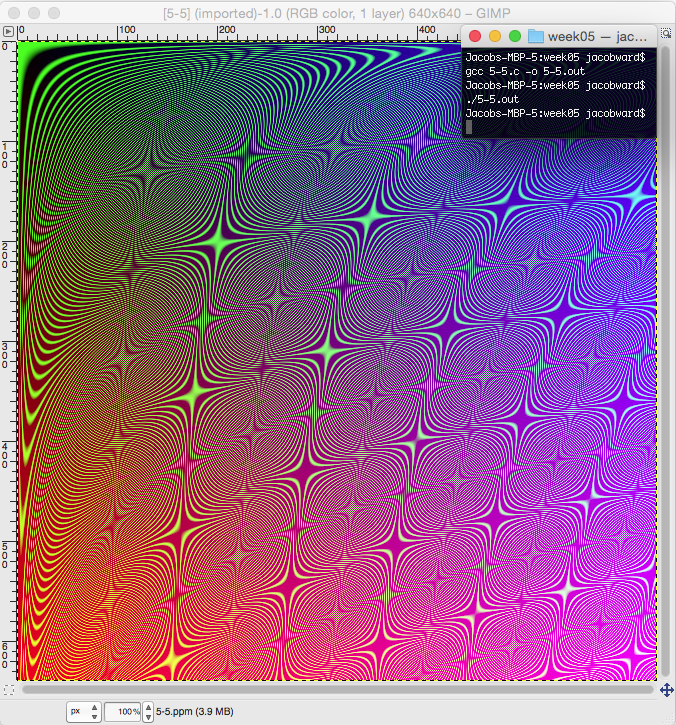 [5-5] (imported)-1.0 (RGB color, 1 layer) 640x640 – GIMP
0 100 200 300 400
week05 — jac...
Jacobs-MBP-5:week05 jacobward$
gcc 5-5.c -o 5-5.out
Jacobs-MBP-5:week05 jacobward$
./5-5.out
Jacobs-MBP-5:week05 jacobward$
0
100
200
300
400
500
600
px 100% 5-5.ppm (3.9 MB)